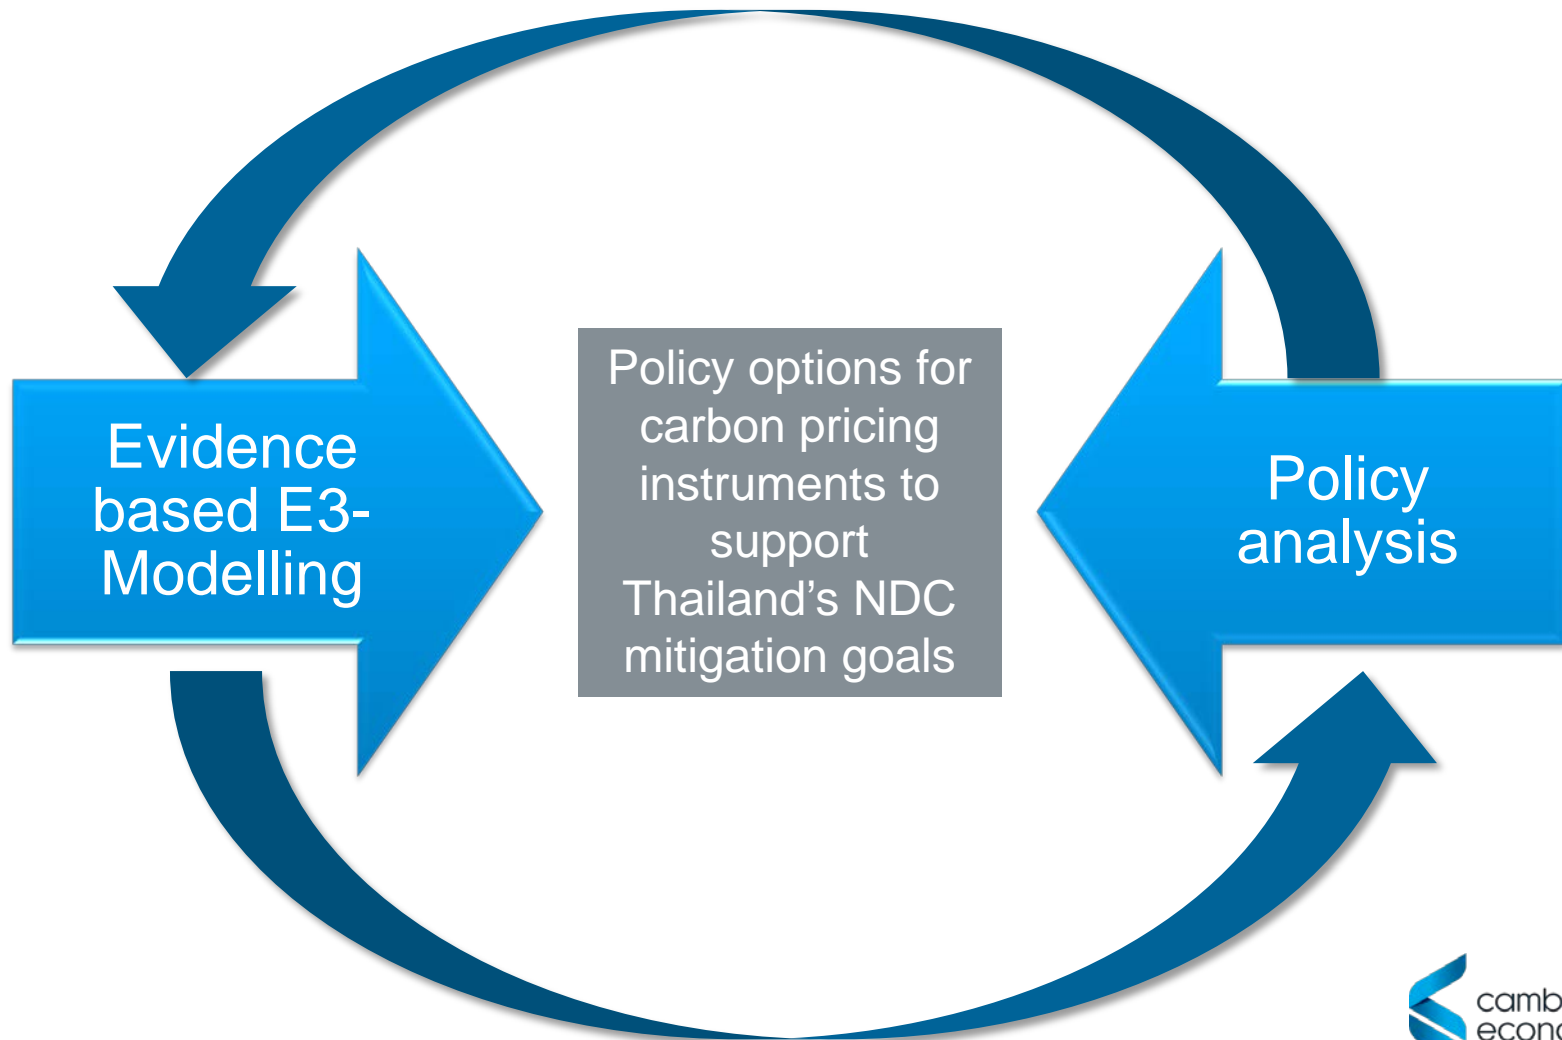 Evidence
based E3-
Modelling
Policy options for
carbon pricing
instruments to
support
Thailand's NDC
mitigation goals
Policy
analysis